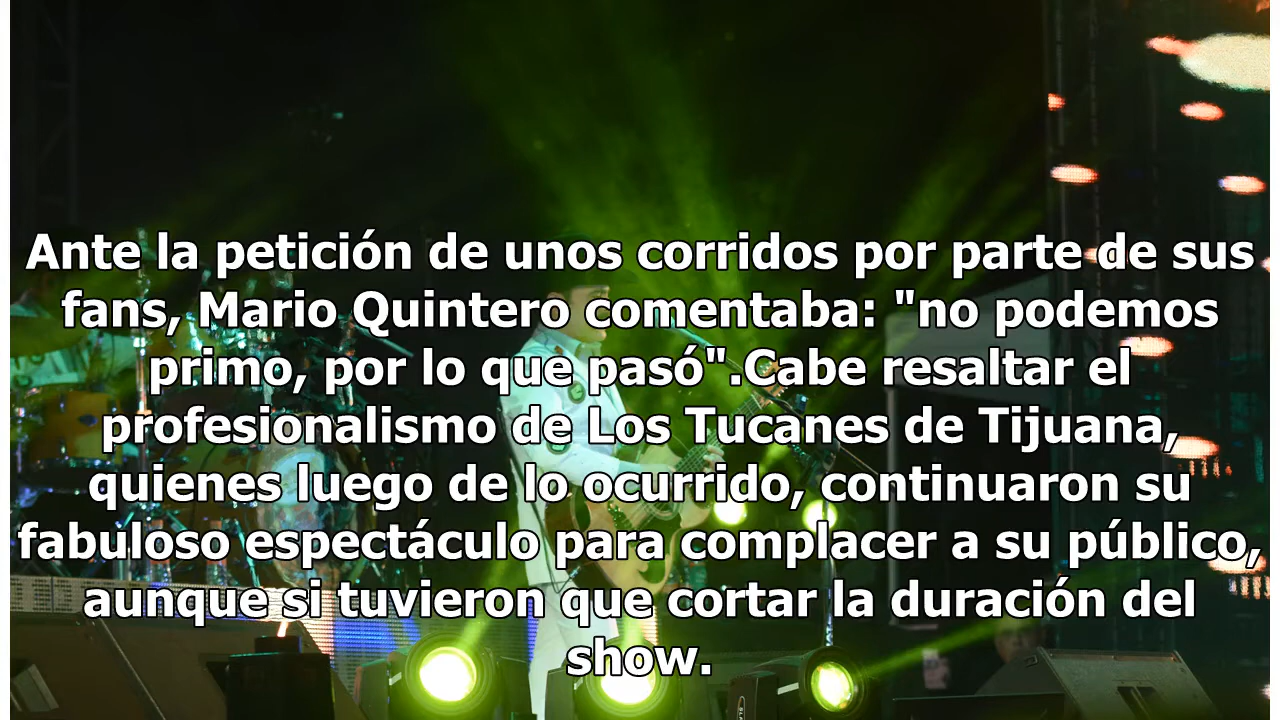 Ante la petición de unos corridos por parte de sus
fans, Mario Quintero comentaba: "no podemos
primo, por lo que pasó".Cabe resaltar el
profesionalismo de Los Tucanes de Tijuana,
quienes luego de lo ocurrido, continuaron su
fabuloso espectáculo para complacer a su público,
aunque si tuvieron que cortar la duración del
show.